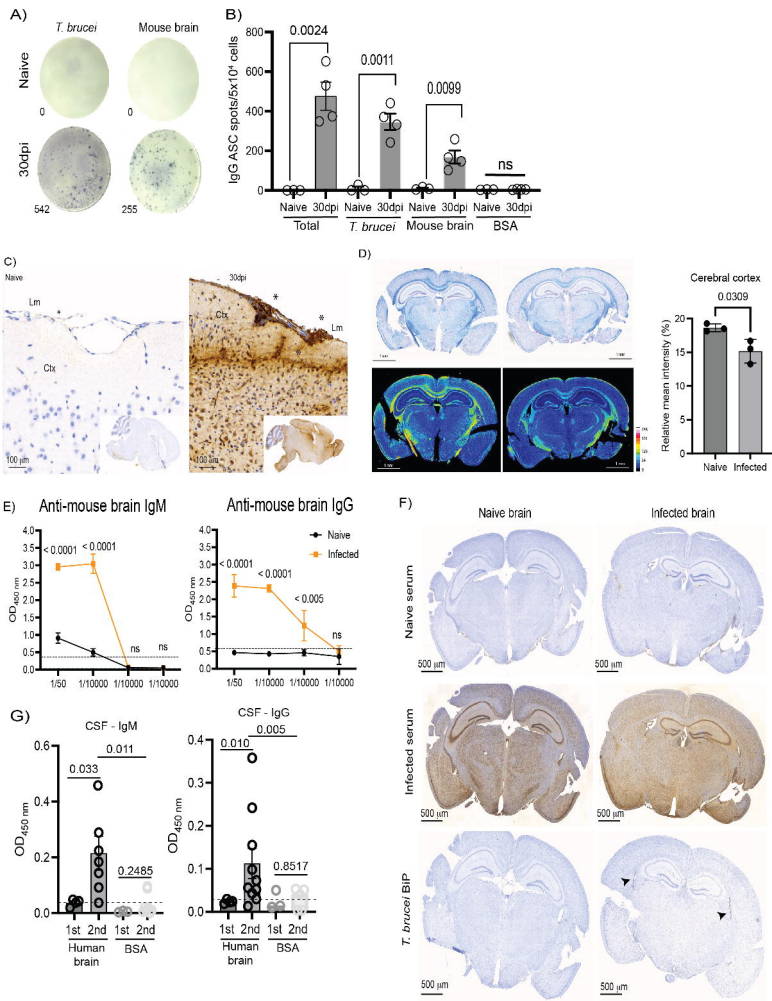 A)
T. brucei
Mouse brain
Naive
0
0
30dpi
542
255
B)
IgG ASC spots/5x10⁴ cells
800
600
400
200
0
0.0024
0.0011
0.0099
ns
Naive 30dpi Naive 30dpi Naive 30dpi Naive 30dpi
Total T. brucei Mouse brain BSA
C)
Naive
Lm
*
Ctx
100 µm
30dpi
*
Ctx
*
Lm
*
100 µm
D)
1 mm
1 mm
1 mm
1 mm
Cerebral cortex
0.0309
Relative mean intensity (%)
20
15
10
5
0
Naive
Infected
E)
Anti-mouse brain IgM
< 0.0001
< 0.0001
ns
ns
OD450 nm
4.0
3.5
3.0
2.5
2.0
1.5
1.0
0.5
0.0
1/50 1/10000 1/10000 1/10000
Anti-mouse brain IgG
Naive
Infected
< 0.0001
< 0.0001
< 0.005
ns
OD450 nm
4.0
3.5
3.0
2.5
2.0
1.5
1.0
0.5
0.0
1/50 1/10000 1/10000 1/10000
F)
Naive brain
Infected brain
Naive serum
500 µm
500 µm
Infected serum
500 µm
500 µm
T. brucei BiP
500 µm
500 µm
G)
CSF - IgM
0.011
0.033
0.2485
OD450 nm
0.6
0.4
0.2
0.0
1st 2nd 1st 2nd
Human brain
BSA
CSF - IgG
0.005
0.010
0.8517
OD450 nm
0.4
0.3
0.2
0.1
0.0
1st 2nd 1st 2nd
Human brain
BSA